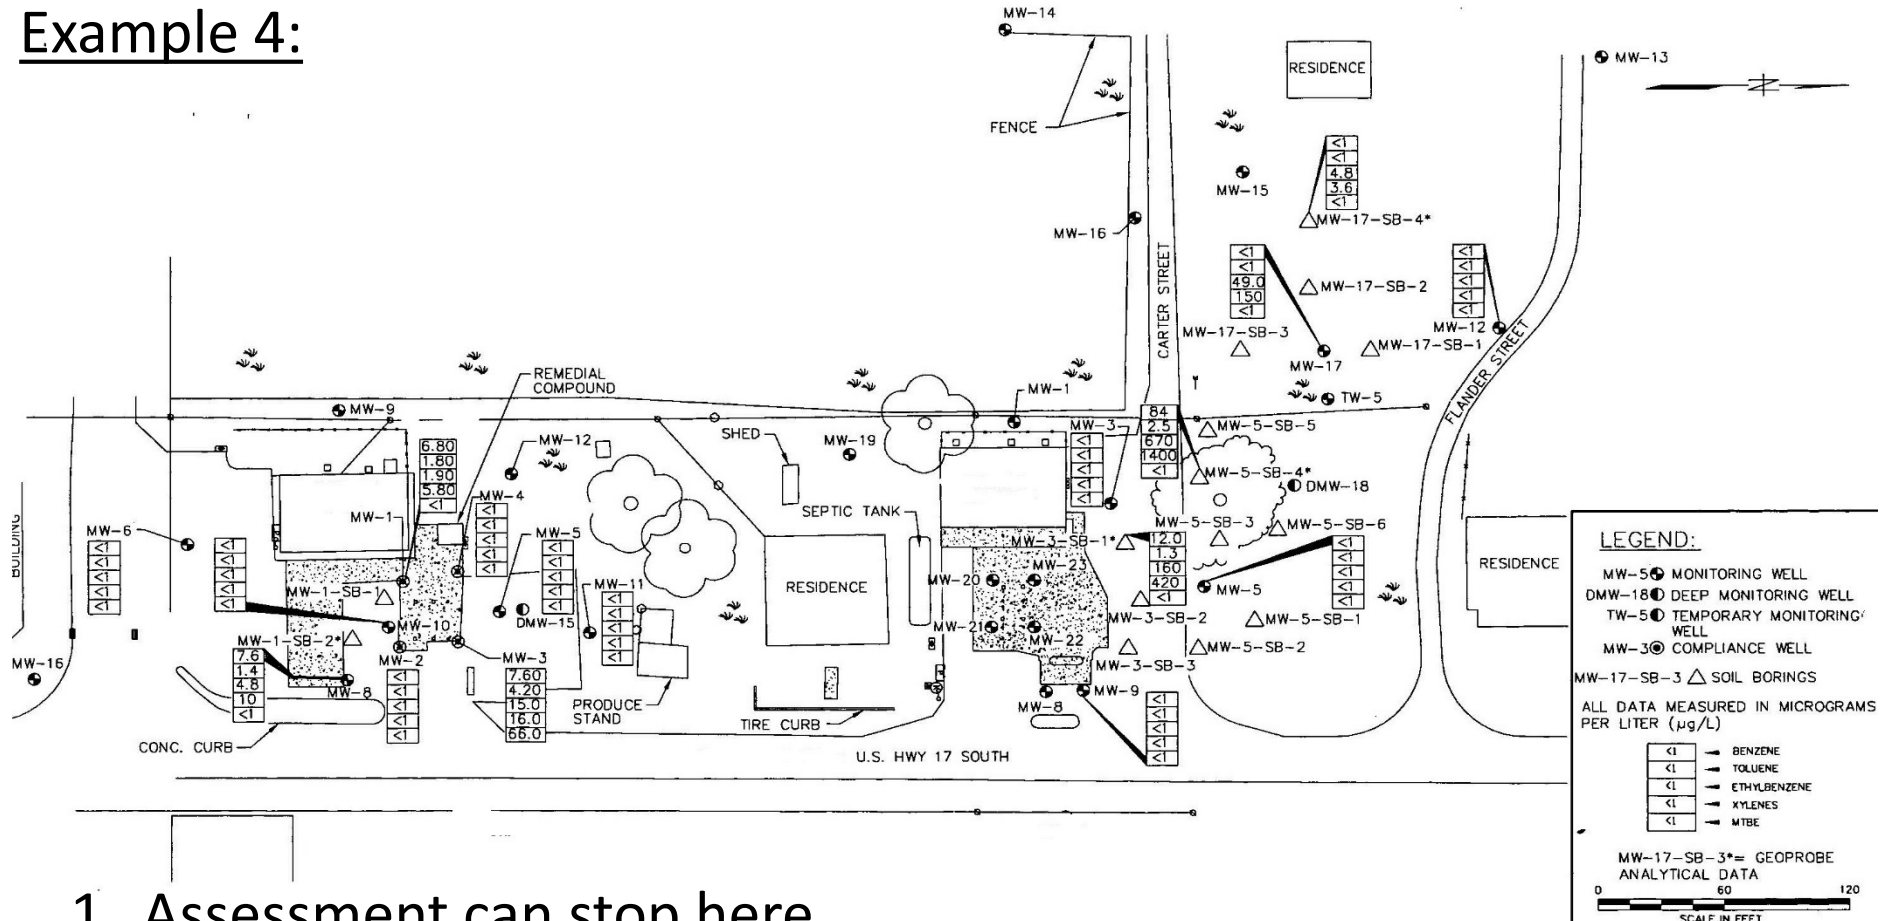 Example 4:
MW-14
MW-13
RESIDENCE
FENCE
<1
<1
4.8
3.6
<1
MW-15
MW-17-SB-4*
MW-16
CARTER STREET
<1
<1
49.0
150
<1
MW-17-SB-2
<1
<1
<1
<1
<1
MW-12
MW-17-SB-3
MW-17-SB-1
MW-17
FLANDER STREET
TW-5
REMEDIAL
COMPOUND
MW-9
MW-1
6.80
1.80
1.90
5.80
<1
MW-12
SHED
MW-19
MW-3
<1
<1
<1
<1
<1
84
2.5
670
1400
<1
MW-5-SB-5
MW-5-SB-4*
DMW-18
MW-4
<1
<1
<1
<1
<1
MW-1
SEPTIC TANK
MW-5-SB-3
MW-5-SB-6
BUILDING
MW-6
<1
<1
<1
<1
<1
<1
<1
<1
<1
<1
MW-5
<1
<1
<1
<1
<1
MW-3-SB-1*
12.0
1.3
160
420
<1
<1
<1
<1
<1
<1
MW-1-SB-1
MW-11
<1
<1
<1
<1
<1
RESIDENCE
MW-20
MW-23
MW-5
RESIDENCE
DMW-15
MW-10
MW-21
MW-22
MW-3-SB-2
MW-5-SB-1
MW-1-SB-2*
MW-2
MW-3
MW-3-SB-3
MW-5-SB-2
MW-16
7.6
1.4
4.8
10
<1
MW-8
<1
<1
<1
<1
<1
7.60
4.20
15.0
16.0
66.0
PRODUCE
STAND
TIRE CURB
MW-8
MW-9
<1
<1
<1
<1
<1
CONC. CURB
U.S. HWY 17 SOUTH
LEGEND:
MW-5 MONITORING WELL
DMW-18 DEEP MONITORING WELL
TW-5 TEMPORARY MONITORING
WELL
MW-3 COMPLIANCE WELL
MW-17-SB-3 SOIL BORINGS
ALL DATA MEASURED IN MICROGRAMS
PER LITER (µg/L)
<1 BENZENE
<1 TOLUENE
<1 ETHYLBENZENE
<1 XYLENES
<1 MTBE
MW-17-SB-3*= GEOPROBE
ANALYTICAL DATA
0 60 120
SCALE IN FEET
1. Assessment can stop here